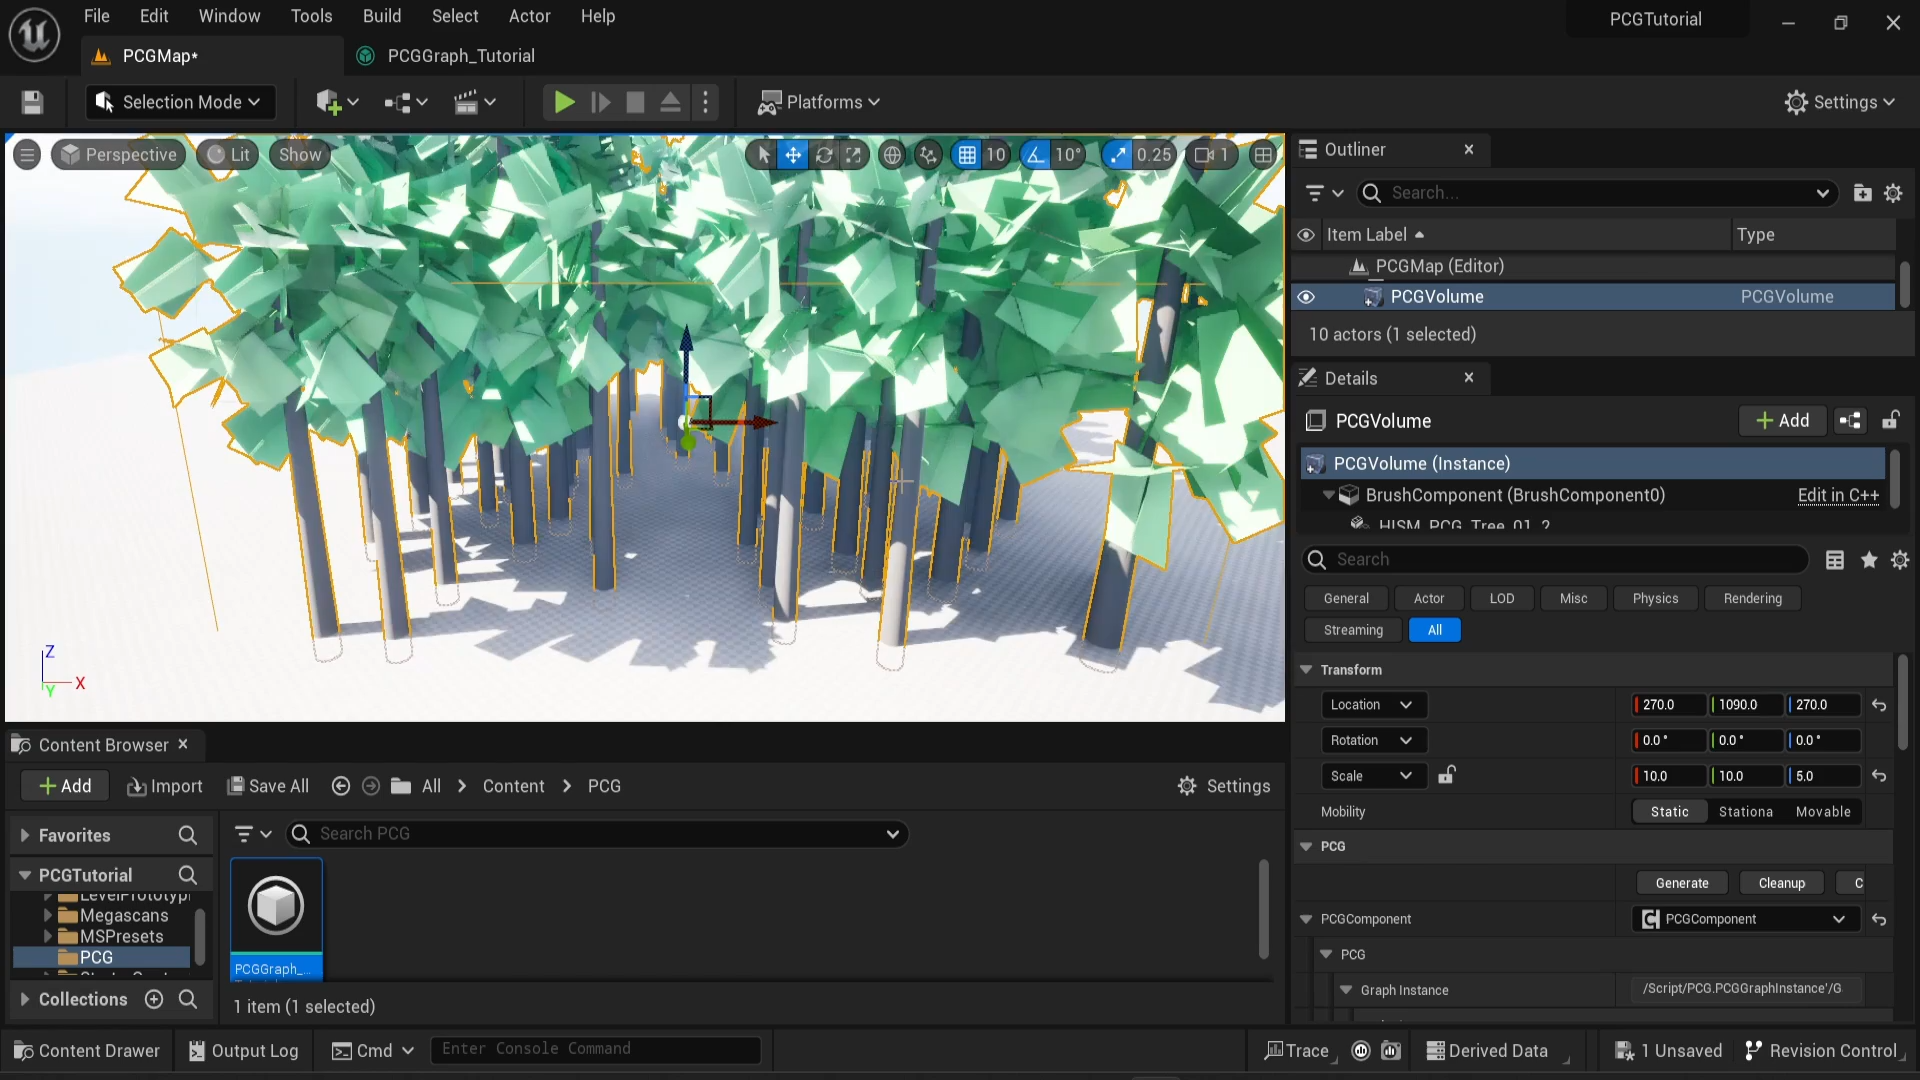 File Edit Window Tools Build Select Actor Help
PCGTutorial
PCGMap*
PCGGraph_Tutorial
Selection Mode
Platforms
Settings
Perspective Lit Show
10 10° 0.25 1
Z
X
Y
Outliner
Search...
Item Label Type
PCGMap (Editor)
PCGVolume PCGVolume
10 actors (1 selected)
Details
PCGVolume
Add
PCGVolume (Instance)
BrushComponent (BrushComponent0) Edit in C++
HISM_PCG_Tree_01_2
Search
General Actor LOD Misc Physics Rendering
Streaming All
Transform
Location 270.0 1090.0 270.0
Rotation 0.0° 0.0° 0.0°
Scale 10.0 10.0 5.0
Mobility Static Stationa Movable
PCG
Generate Cleanup C
PCGComponent PCGComponent
PCG
Graph Instance /Script/PCG.PCGGraphInstance'/G
Content Browser
Add Import Save All All Content PCG Settings
Favorites
Search PCG
PCGTutorial
LevelPrototypi
Megascans
MSPresets
PCG
PCGGraph_...
Collections
1 item (1 selected)
Content Drawer Output Log Cmd Enter Console Command Trace Derived Data 1 Unsaved Revision Control